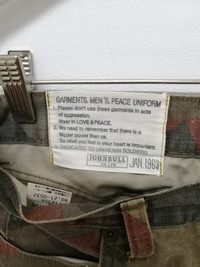 GARMENTS, MEN'S, PEACE UNIFORM
1. Please don't use these garments in acts
of oppression.
Wear in LOVE & PEACE.
2. We need to remember that there is a
bigger power than us.
So what you feel in your heart is important.
DEDICATED TO UNKNOWN SOLDIERS
JOHNBULL
JAN. 1963